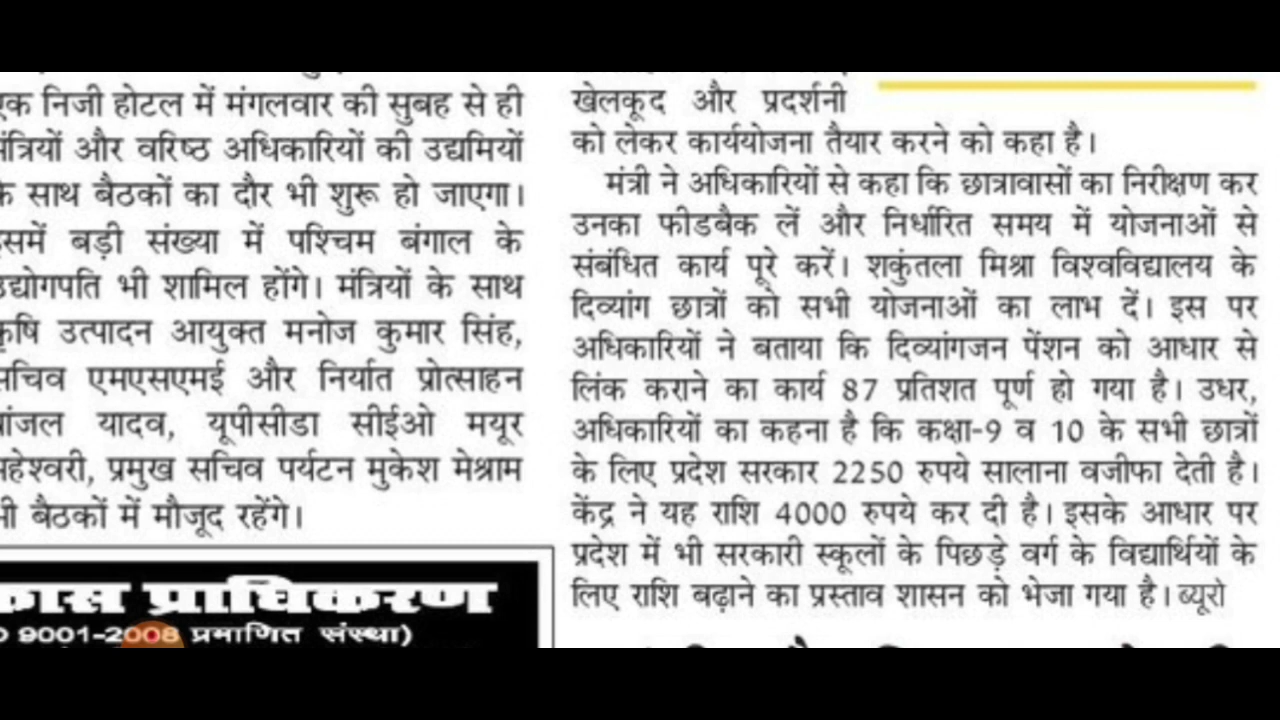 निजी होटल में मंगलवार की सुबह से ही
और वरिष्ठ अधिकारियों की उद्यमियों
साथ बैठकों का दौर भी शुरू हो जाएगा।
बड़ी संख्या में पश्चिम बंगाल के
भी शामिल होंगे। मंत्रियों के साथ
उत्पादन आयुक्त मनोज कुमार सिंह,
एमएसएमई और निर्यात प्रोत्साहन
यादव, यूपीसीडा सीईओ मयूर
प्रमुख सचिव पर्यटन मुकेश मेश्राम
बैठकों में मौजूद रहेंगे।
प्राधिकरण
9001-2008 प्रमाणित संस्था)
खेलकूद और प्रदर्शनी
को लेकर कार्ययोजना तैयार करने को कहा है।
मंत्री ने अधिकारियों से कहा कि छात्रावासों का निरीक्षण कर
उनका फीडबैक लें और निर्धारित समय में योजनाओं से
संबंधित कार्य पूरे करें। शकुंतला मिश्रा विश्वविद्यालय के
दिव्यांग छात्रों को सभी योजनाओं का लाभ दें। इस पर
अधिकारियों ने बताया कि दिव्यांगजन पेंशन को आधार से
लिंक कराने का कार्य 87 प्रतिशत पूर्ण हो गया है। उधर,
अधिकारियों का कहना है कि कक्षा-9 व 10 के सभी छात्रों
के लिए प्रदेश सरकार 2250 रुपये सालाना वजीफा देती है।
केंद्र ने यह राशि 4000 रुपये कर दी है। इसके आधार पर
प्रदेश में भी सरकारी स्कूलों के पिछड़े वर्ग के विद्यार्थियों के
लिए राशि बढ़ाने का प्रस्ताव शासन को भेजा गया है। ब्यूरो